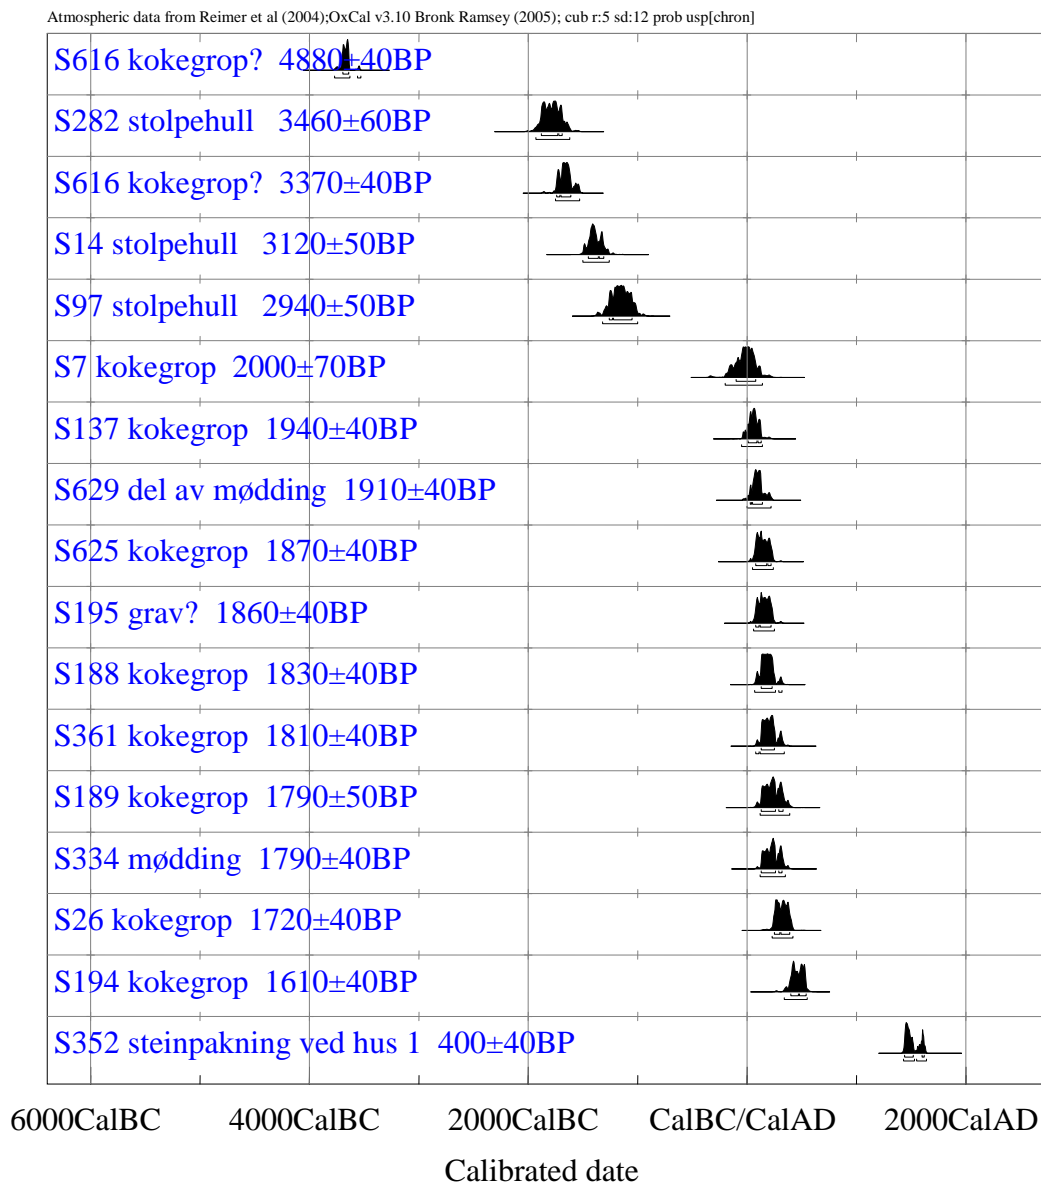 Atmospheric data from Reimer et al (2004);OxCal v3.10 Bronk Ramsey (2005); cub r:5 sd:12 prob usp[chron]
S616 kokegrop? 4880±40BP
S282 stolpehull 3460±60BP
S616 kokegrop? 3370±40BP
S14 stolpehull 3120±50BP
S97 stolpehull 2940±50BP
S7 kokegrop 2000±70BP
S137 kokegrop 1940±40BP
S629 del av mødding 1910±40BP
S625 kokegrop 1870±40BP
S195 grav? 1860±40BP
S188 kokegrop 1830±40BP
S361 kokegrop 1810±40BP
S189 kokegrop 1790±50BP
S334 mødding 1790±40BP
S26 kokegrop 1720±40BP
S194 kokegrop 1610±40BP
S352 steinpakning ved hus 1 400±40BP
6000CalBC 4000CalBC 2000CalBC CalBC/CalAD 2000CalAD
Calibrated date